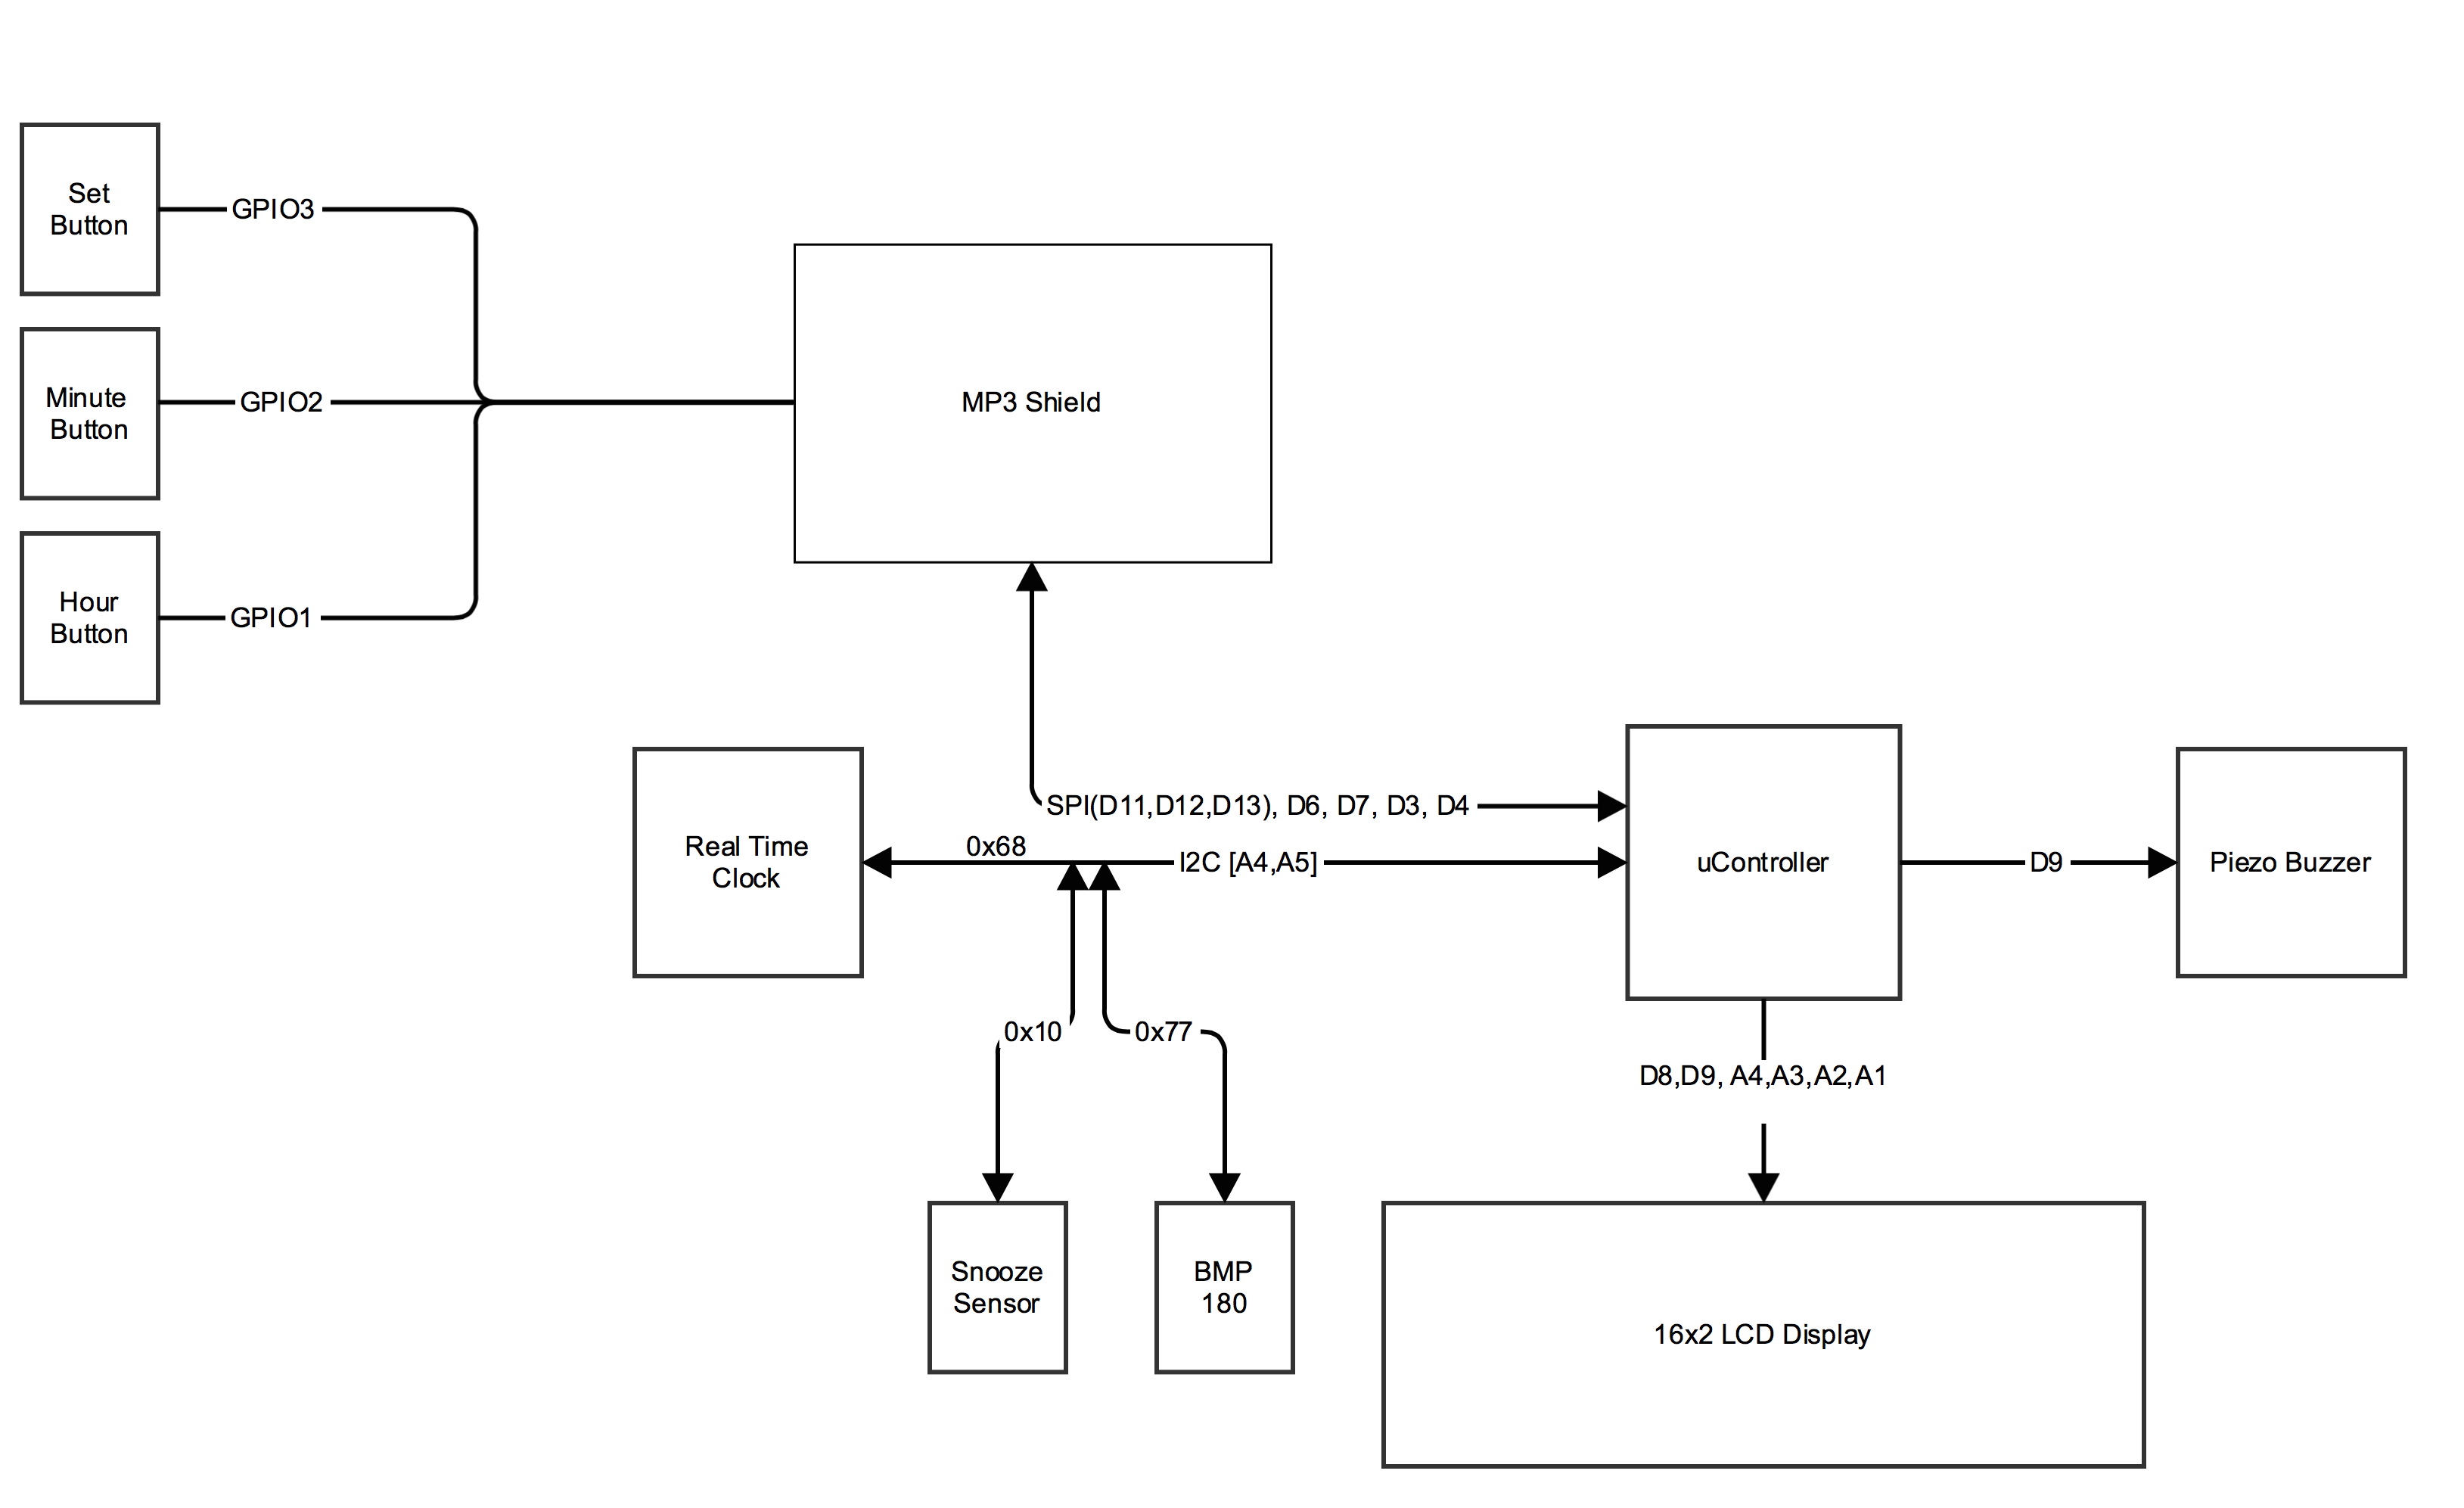 Set
Button
GPIO3
Minute
Button
GPIO2
MP3 Shield
Hour
Button
GPIO1
SPI(D11,D12,D13), D6, D7, D3, D4
Real Time
Clock
0x68
I2C [A4,A5]
uController
D9
Piezo Buzzer
0x10
0x77
D8,D9, A4,A3,A2,A1
Snooze
Sensor
BMP
180
16x2 LCD Display